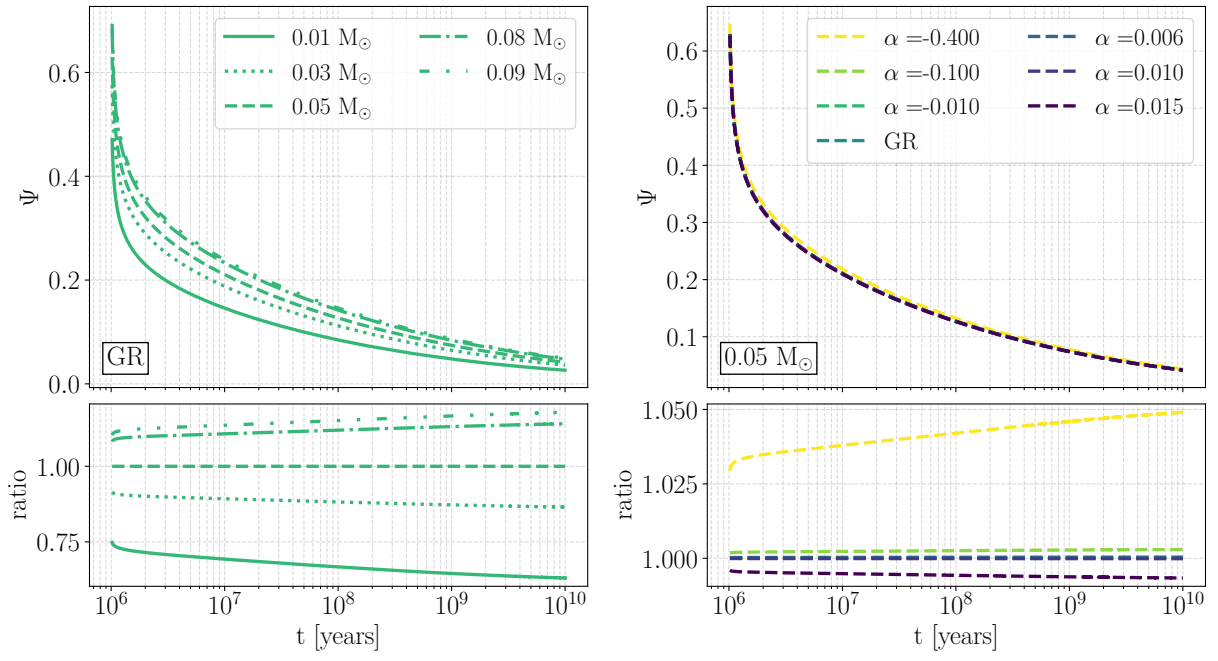 0.01 M⊙
0.03 M⊙
0.05 M⊙
0.08 M⊙
0.09 M⊙
0.6
0.4
0.2
0.0
Ψ
GR
1.00
0.75
ratio
10⁶ 10⁷ 10⁸ 10⁹ 10¹⁰
t [years]
α =-0.400
α =-0.100
α =-0.010
GR
α =0.006
α =0.010
α =0.015
0.6
0.5
0.4
0.3
0.2
0.1
Ψ
0.05 M⊙
1.050
1.025
1.000
ratio
10⁶ 10⁷ 10⁸ 10⁹ 10¹⁰
t [years]